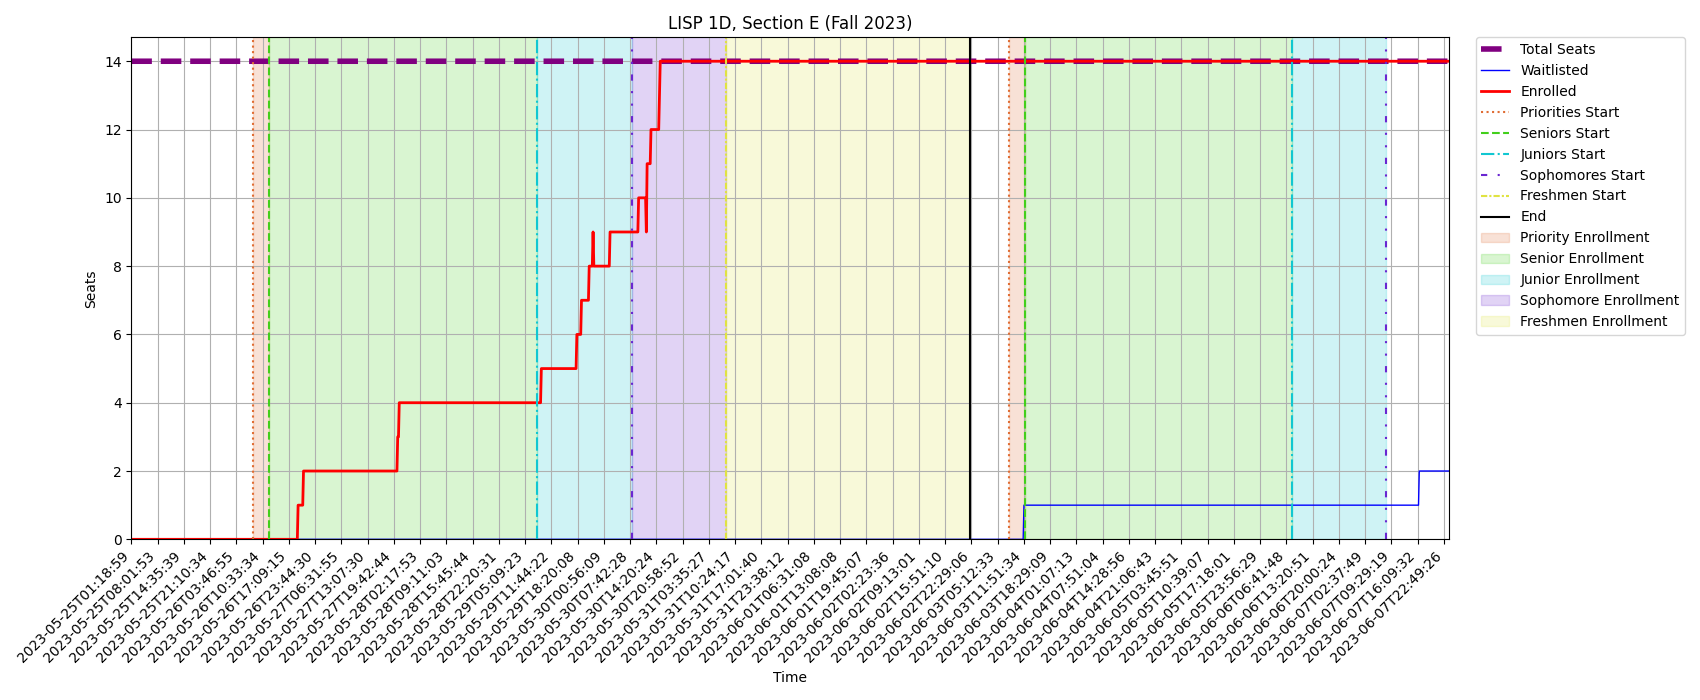 LISP 1D, Section E (Fall 2023)
Seats
14
12
10
8
6
4
2
0
2023-05-25T01:18:59
2023-05-25T08:01:53
2023-05-25T14:35:39
2023-05-25T21:10:34
2023-05-26T03:46:55
2023-05-26T10:33:34
2023-05-26T17:09:15
2023-05-26T23:44:30
2023-05-27T06:31:55
2023-05-27T13:07:30
2023-05-27T19:42:44
2023-05-28T02:17:53
2023-05-28T09:11:03
2023-05-28T15:45:44
2023-05-28T22:20:31
2023-05-29T05:09:23
2023-05-29T11:44:22
2023-05-29T18:20:08
2023-05-30T00:56:09
2023-05-30T07:42:28
2023-05-30T14:20:24
2023-05-30T20:58:52
2023-05-31T03:35:27
2023-05-31T10:24:17
2023-05-31T17:01:40
2023-05-31T23:38:12
2023-06-01T06:31:08
2023-06-01T13:08:08
2023-06-01T19:45:07
2023-06-02T02:23:36
2023-06-02T09:13:01
2023-06-02T15:51:10
2023-06-02T22:29:06
2023-06-03T05:12:33
2023-06-03T11:51:34
2023-06-03T18:29:09
2023-06-04T01:07:13
2023-06-04T07:51:04
2023-06-04T14:28:56
2023-06-04T21:06:43
2023-06-05T03:45:51
2023-06-05T10:39:07
2023-06-05T17:18:01
2023-06-05T23:56:29
2023-06-06T06:41:48
2023-06-06T13:20:51
2023-06-06T20:00:24
2023-06-07T02:37:49
2023-06-07T09:29:19
2023-06-07T16:09:32
2023-06-07T22:49:26
Time
Total Seats
Waitlisted
Enrolled
Priorities Start
Seniors Start
Juniors Start
Sophomores Start
Freshmen Start
End
Priority Enrollment
Senior Enrollment
Junior Enrollment
Sophomore Enrollment
Freshmen Enrollment